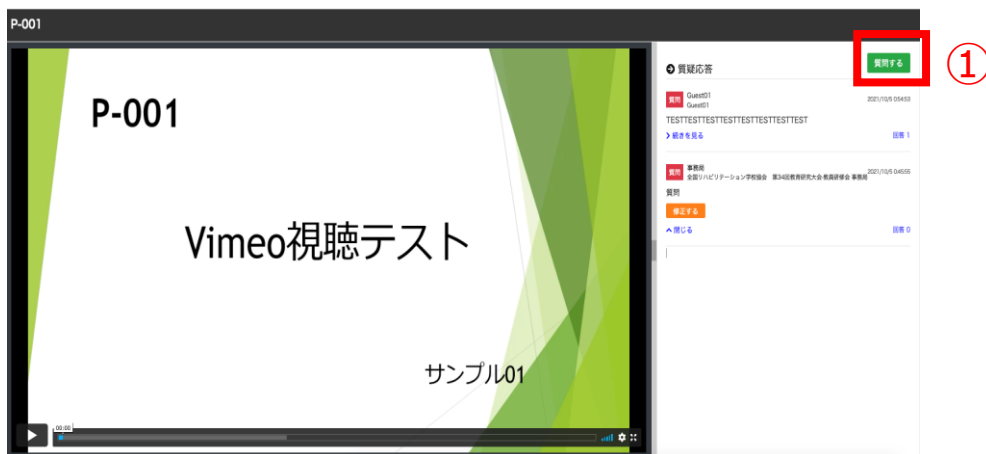 P-001
P-001
Vimeo視聴テスト
サンプル01
00:00
質疑応答
質問する
①
質問
Guest01
Guest01
2021/10/5 0:54:53
TESTTESTTESTTESTTESTTESTTESTTEST
続きを見る
回答 1
質問
事務局
全国リハビリテーション学校協会 第34回教育研究大会・教員研修会 事務局
2021/10/5 0:45:55
質問
修正する
閉じる
回答 0